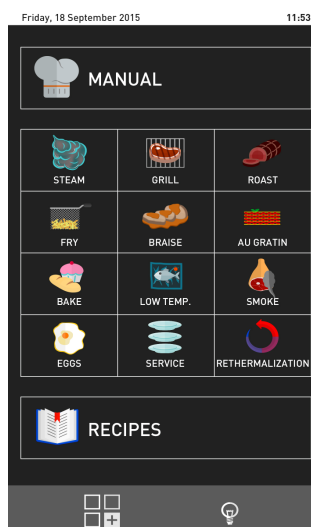 Friday, 18 September 2015 11:53
MANUAL
STEAM GRILL ROAST
FRY BRAISE AU GRATIN
BAKE LOW TEMP. SMOKE
EGGS SERVICE RETHERMALIZATION
RECIPES